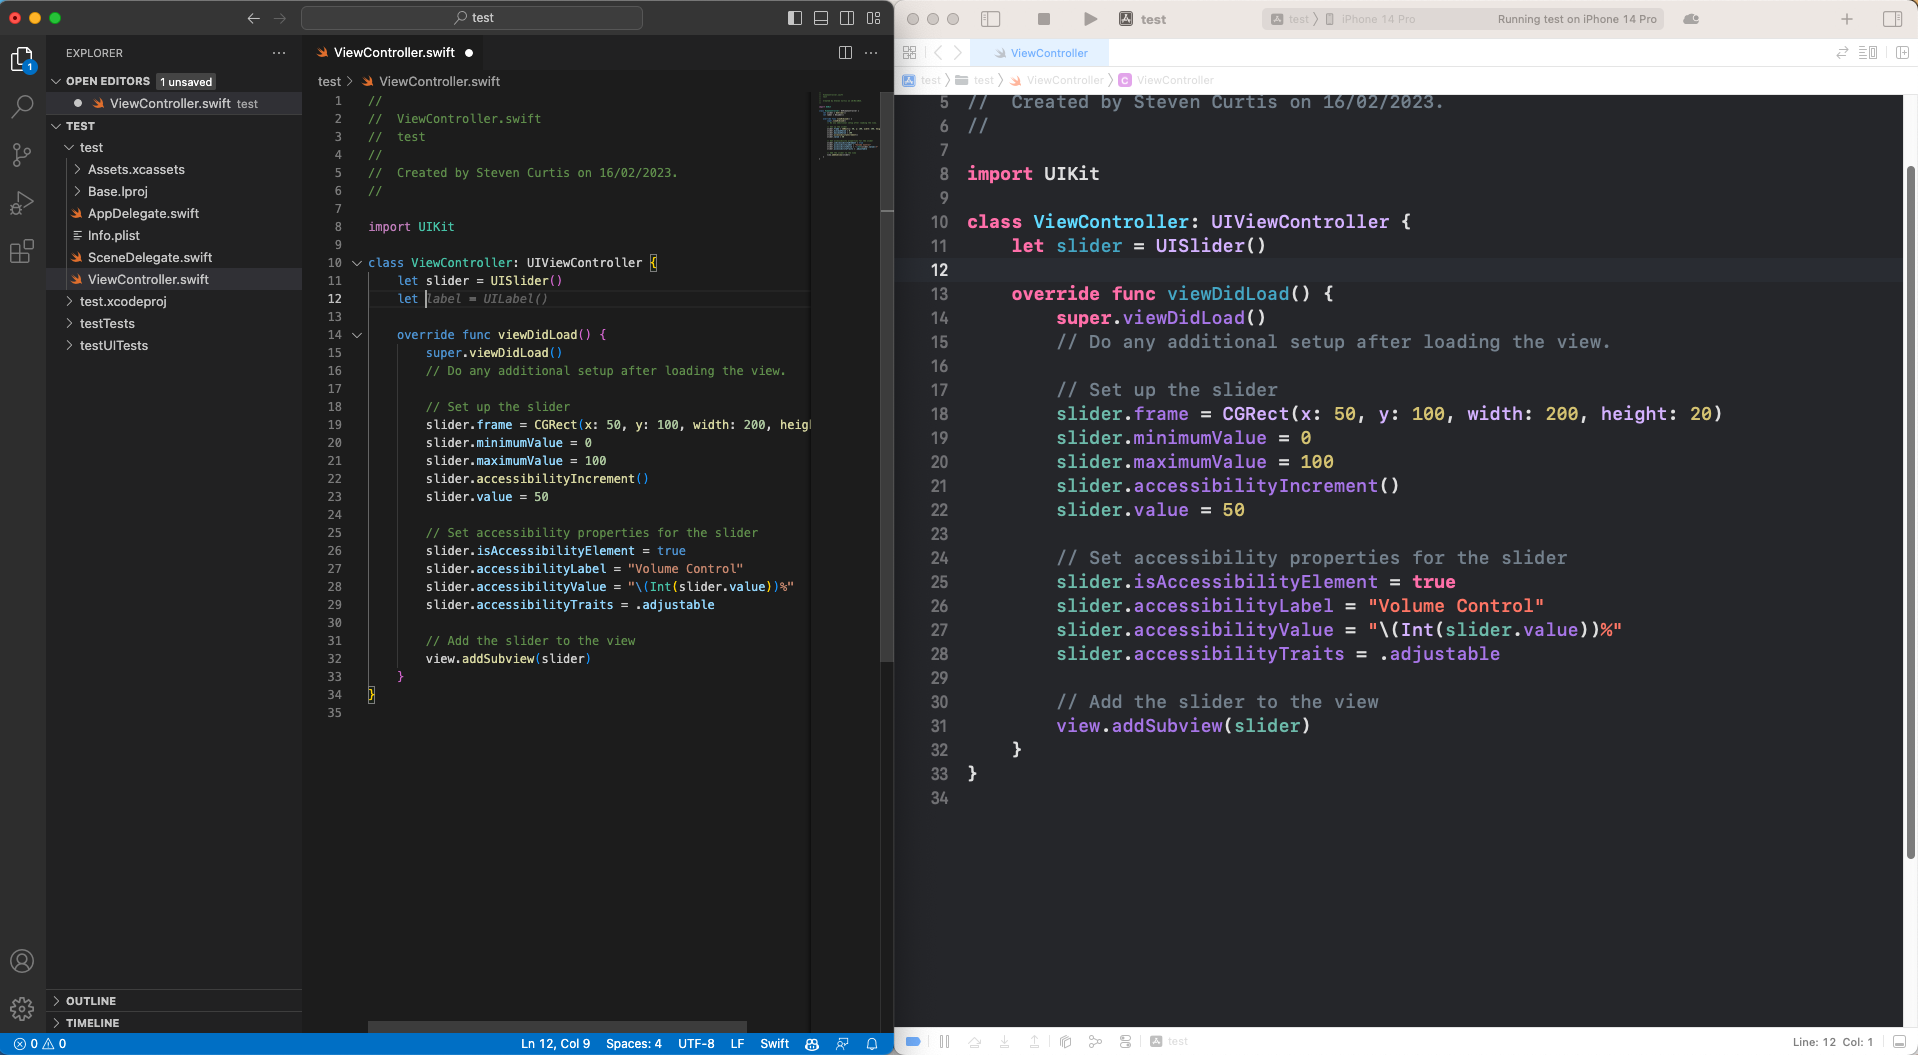 test
EXPLORER
ViewController.swift
OPEN EDITORS 1 unsaved
ViewController.swift test
TEST
test
Assets.xcassets
Base.lproj
AppDelegate.swift
Info.plist
SceneDelegate.swift
ViewController.swift
test.xcodeproj
testTests
testUITests
OUTLINE
TIMELINE
1
test ViewController.swift
1 //
2 // ViewController.swift
3 // test
4 //
5 // Created by Steven Curtis on 16/02/2023.
6 //
7
8 import UIKit
9
10 class ViewController: UIViewController {
11 let slider = UISlider()
12 let label = UILabel()
13
14 override func viewDidLoad() {
15 super.viewDidLoad()
16 // Do any additional setup after loading the view.
17
18 // Set up the slider
19 slider.frame = CGRect(x: 50, y: 100, width: 200, heig
20 slider.minimumValue = 0
21 slider.maximumValue = 100
22 slider.accessibilityIncrement()
23 slider.value = 50
24
25 // Set accessibility properties for the slider
26 slider.isAccessibilityElement = true
27 slider.accessibilityLabel = "Volume Control"
28 slider.accessibilityValue = "\(Int(slider.value))%"
29 slider.accessibilityTraits = .adjustable
30
31 // Add the slider to the view
32 view.addSubview(slider)
33 }
34 }
35
0 0 Ln 12, Col 9 Spaces: 4 UTF-8 LF Swift
test test iPhone 14 Pro Running test on iPhone 14 Pro
ViewController
test test ViewController C ViewController
5 // Created by Steven Curtis on 16/02/2023.
6 //
7
8 import UIKit
9
10 class ViewController: UIViewController {
11 let slider = UISlider()
12
13 override func viewDidLoad() {
14 super.viewDidLoad()
15 // Do any additional setup after loading the view.
16
17 // Set up the slider
18 slider.frame = CGRect(x: 50, y: 100, width: 200, height: 20)
19 slider.minimumValue = 0
20 slider.maximumValue = 100
21 slider.accessibilityIncrement()
22 slider.value = 50
23
24 // Set accessibility properties for the slider
25 slider.isAccessibilityElement = true
26 slider.accessibilityLabel = "Volume Control"
27 slider.accessibilityValue = "\(Int(slider.value))%"
28 slider.accessibilityTraits = .adjustable
29
30 // Add the slider to the view
31 view.addSubview(slider)
32 }
33 }
34
test Line: 12 Col: 1